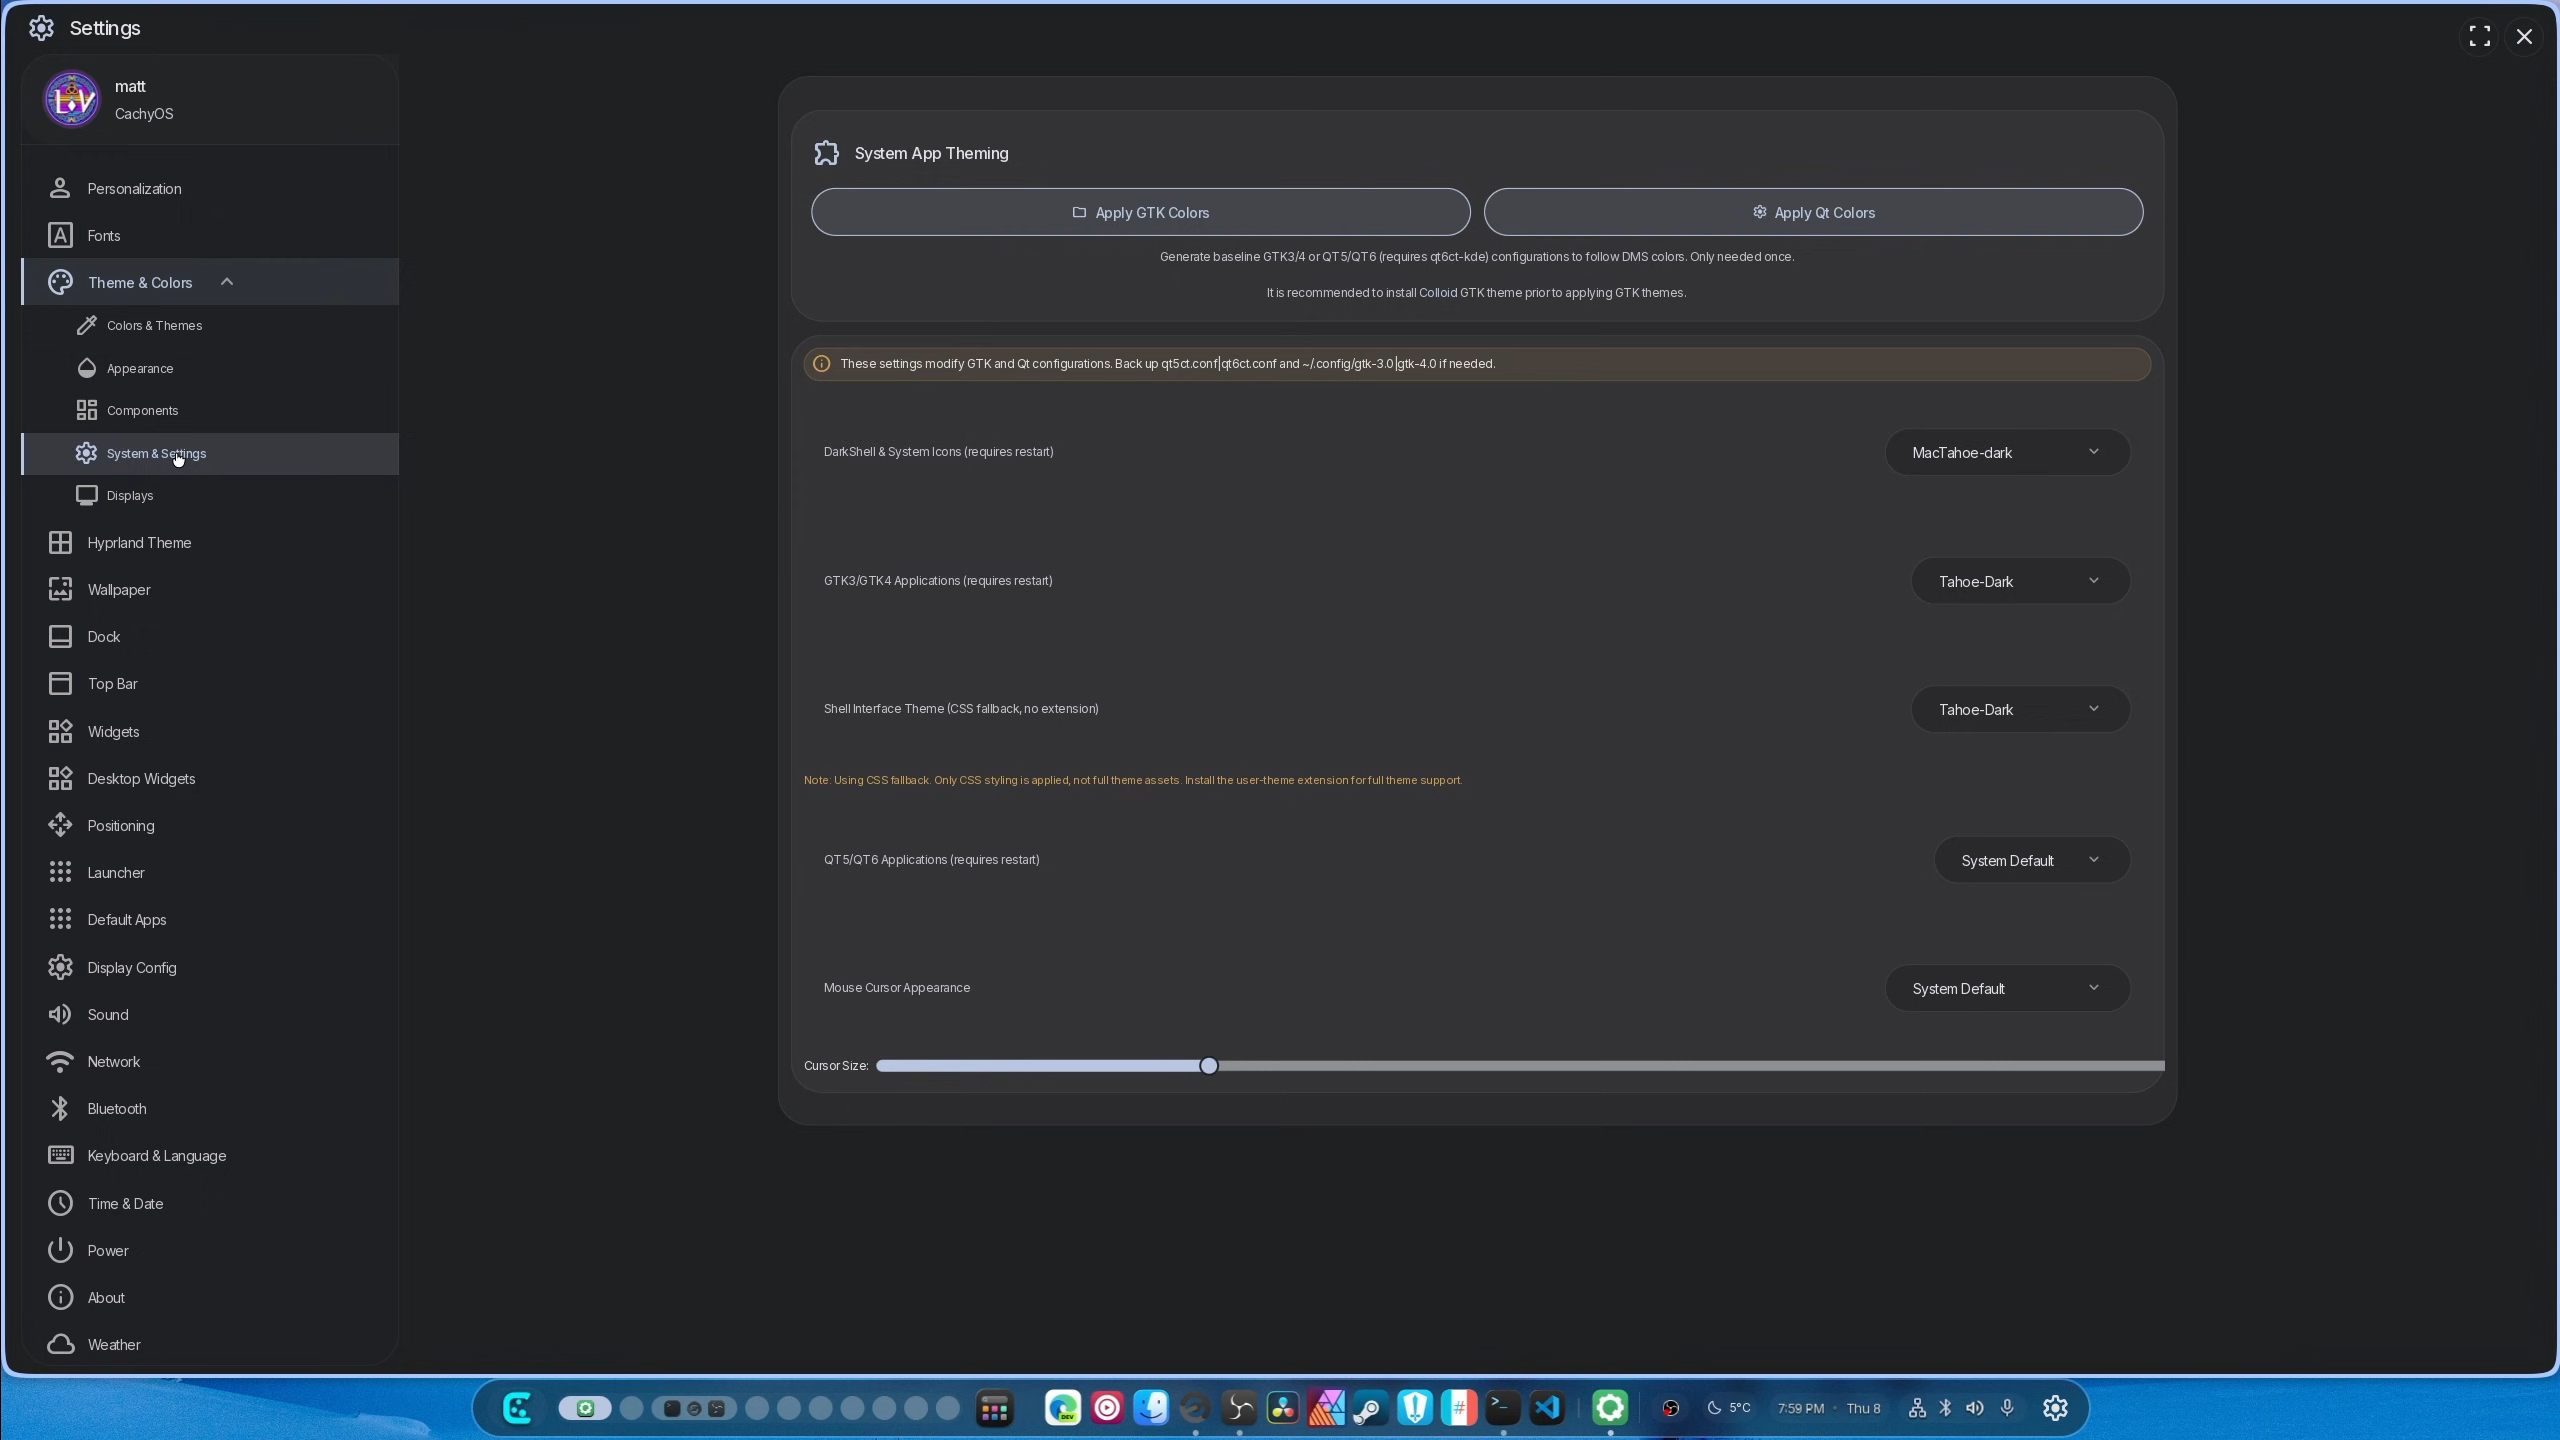 Settings
matt
CachyOS
Personalization
Fonts
Theme & Colors
Colors & Themes
Appearance
Components
System & Settings
Displays
Hyprland Theme
Wallpaper
Dock
Top Bar
Widgets
Desktop Widgets
Positioning
Launcher
Default Apps
Display Config
Sound
Network
Bluetooth
Keyboard & Language
Time & Date
Power
About
Weather
System App Theming
Apply GTK Colors
Apply Qt Colors
Generate baseline GTK3/4 or QT5/QT6 (requires qt6ct-kde) configurations to follow DMS colors. Only needed once.
It is recommended to install Colloid GTK theme prior to applying GTK themes.
These settings modify GTK and Qt configurations. Back up qt5ct.conf|qt6ct.conf and ~/.config/gtk-3.0|gtk-4.0 if needed.
DarkShell & System Icons (requires restart)
MacTahoe-dark
GTK3/GTK4 Applications (requires restart)
Tahoe-Dark
Shell Interface Theme (CSS fallback, no extension)
Tahoe-Dark
Note: Using CSS fallback. Only CSS styling is applied, not full theme assets. Install the user-theme extension for full theme support.
QT5/QT6 Applications (requires restart)
System Default
Mouse Cursor Appearance
System Default
Cursor Size:
DEV
5°C
7:59 PM • Thu 8